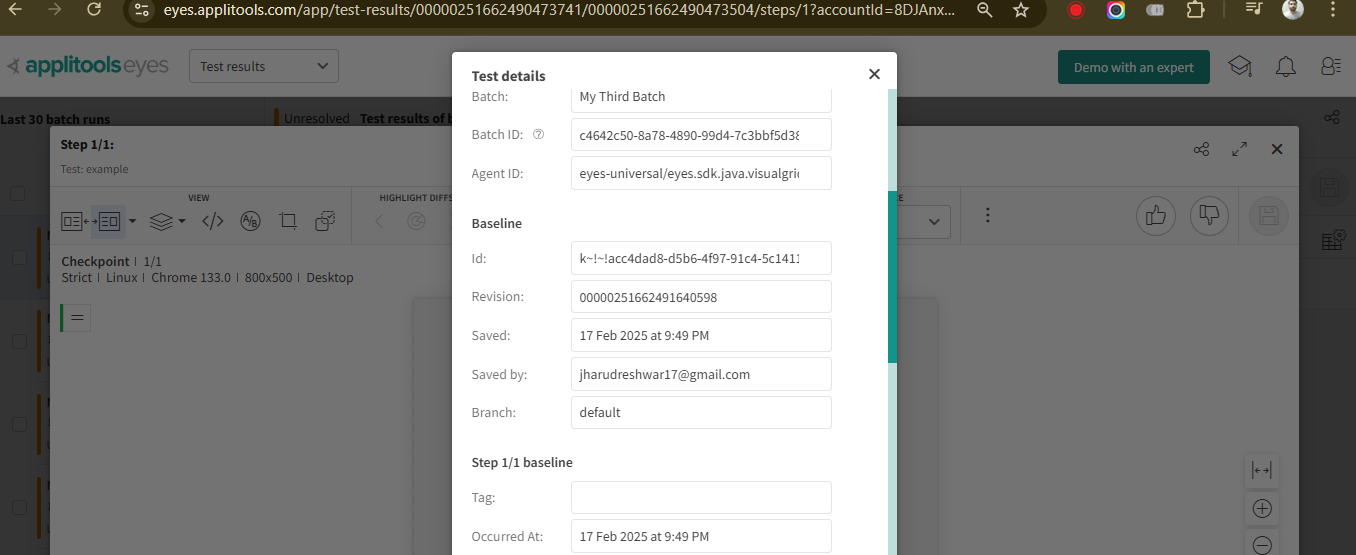 eyes.applitools.com/app/test-results/00000251662490473741/00000251662490473504/steps/1?accountId=8DJAnx...
applitools eyes
Test results
Demo with an expert
Last 30 batch runs
Unresolved Test results of b
Step 1/1:
Test: example
VIEW
HIGHLIGHT DIFFS
A/B
Checkpoint | 1/1
Strict | Linux | Chrome 133.0 | 800x500 | Desktop
Test details
Batch: My Third Batch
Batch ID: c4642c50-8a78-4890-99d4-7c3bbf5d38
Agent ID: eyes-universal/eyes.sdk.java.visualgri
Baseline
Id: k~!~!acc4dad8-d5b6-4f97-91c4-5c1411
Revision: 00000251662491640598
Saved: 17 Feb 2025 at 9:49 PM
Saved by: jharudreshwar17@gmail.com
Branch: default
Step 1/1 baseline
Tag:
Occurred At: 17 Feb 2025 at 9:49 PM